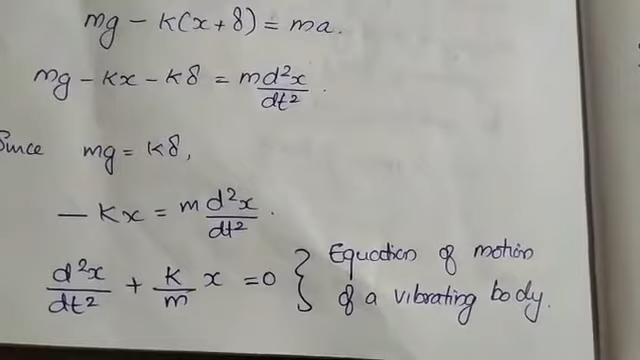 mg - K(x+δ) = ma.
mg - Kx - Kδ = m d²x/dt².
Since mg = Kδ,
- Kx = m d²x/dt².
d²x/dt² + K/m x = 0 } Equation of motion
of a vibrating body.